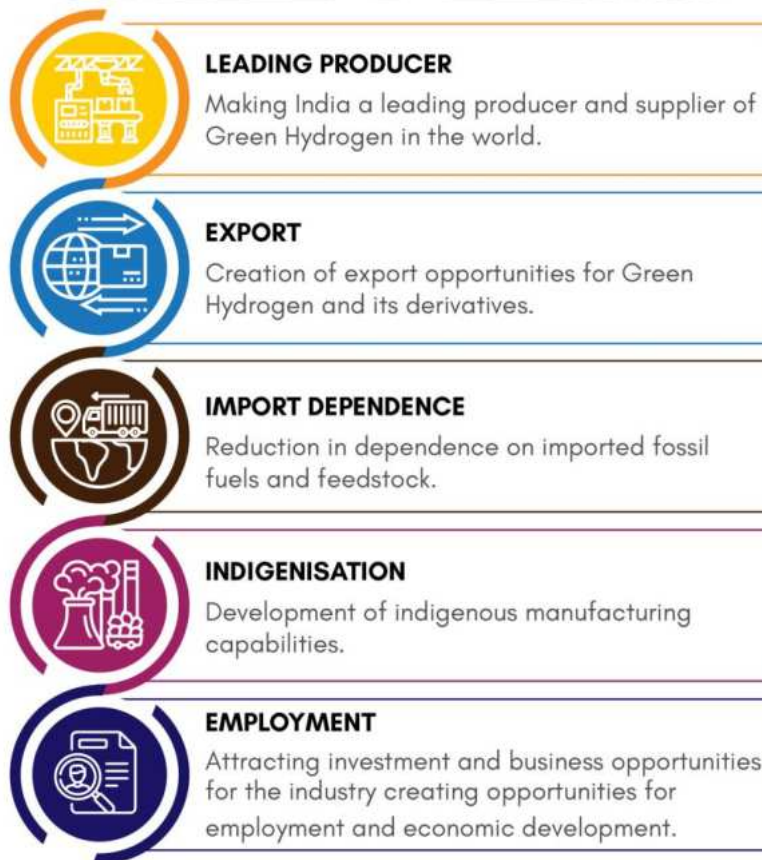 LEADING PRODUCER
Making India a leading producer and supplier of
Green Hydrogen in the world.
EXPORT
Creation of export opportunities for Green
Hydrogen and its derivatives.
IMPORT DEPENDENCE
Reduction in dependence on imported fossil
fuels and feedstock.
INDIGENISATION
Development of indigenous manufacturing
capabilities.
EMPLOYMENT
Attracting investment and business opportunities
for the industry creating opportunities for
employment and economic development.